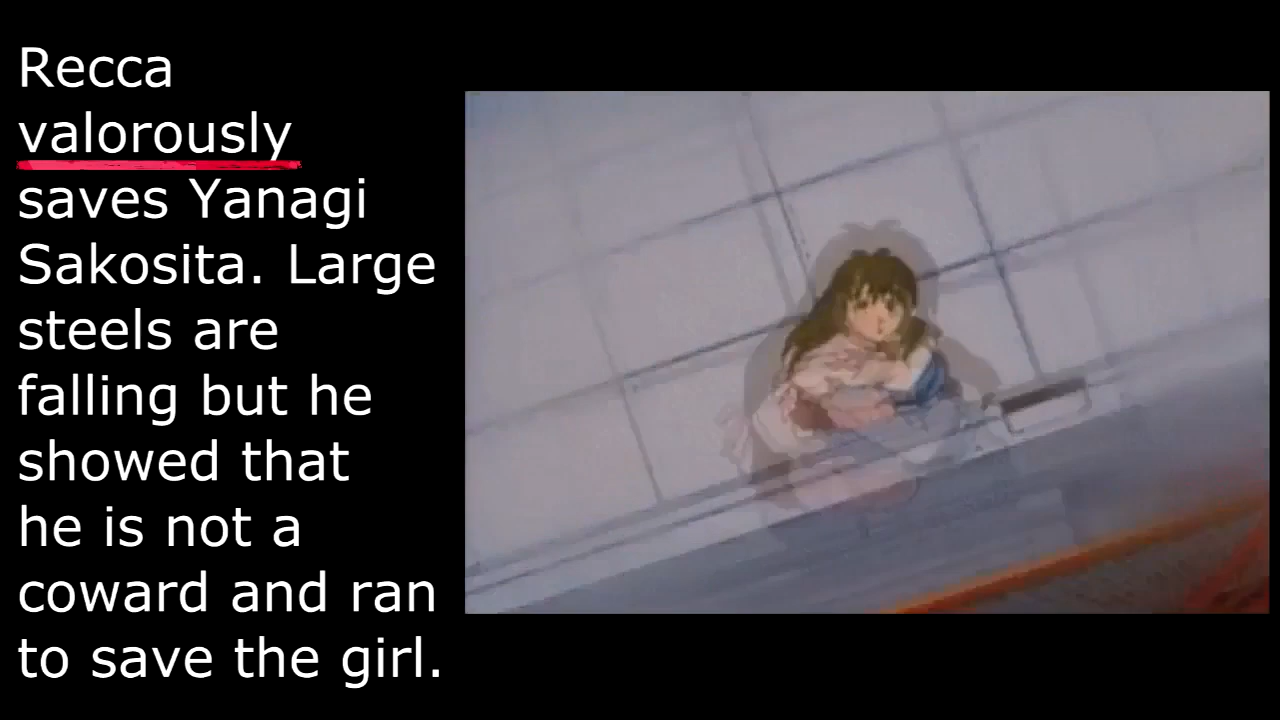 Recca
valorously
saves Yanagi
Sakosita. Large
steels are
falling but he
showed that
he is not a
coward and ran
to save the girl.